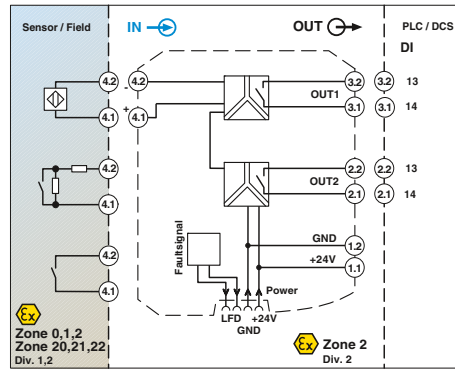 Sensor / Field
IN
OUT
PLC / DCS
DI
4.2
4.2
-
+
4.1
4.1
OUT1
3.2
3.2
13
3.1
3.1
14
4.2
4.1
OUT2
2.2
2.2
13
2.1
2.1
14
4.2
4.1
Faultsignal
GND
1.2
+24V
1.1
Power
LFD
+24V
GND
Ex
Zone 0,1,2
Zone 20,21,22
Div. 1,2
Ex
Zone 2
Div. 2